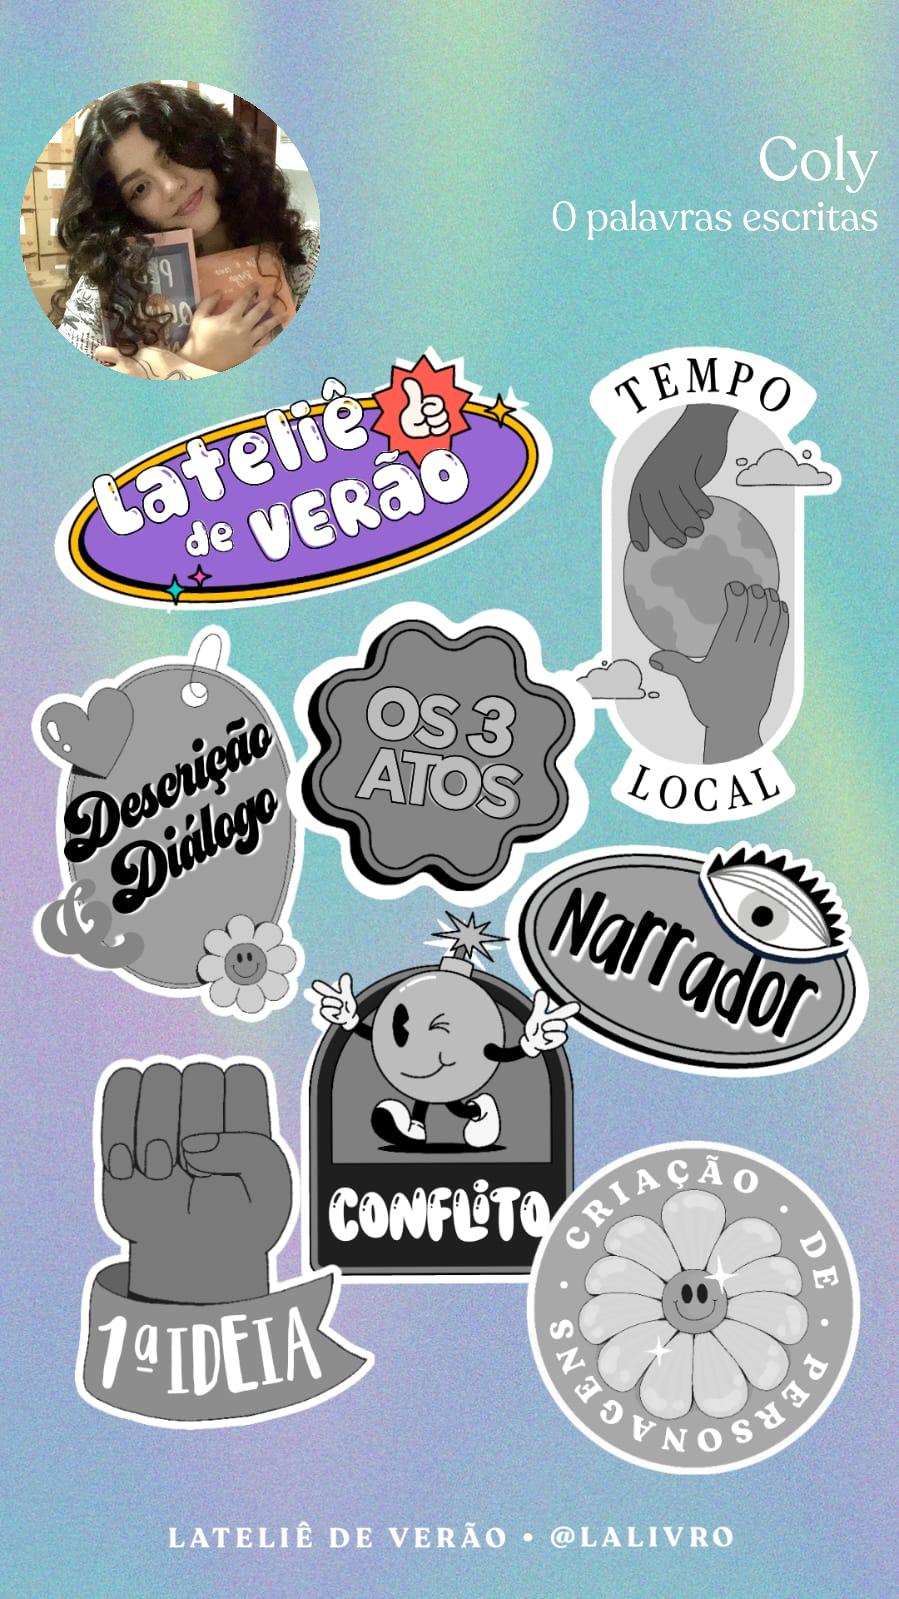 Coly
0 palavras escritas
Lateliê
de VERÃO
TEMPO
LOCAL
Descrição
& Diálogo
OS 3
ATOS
Narrador
CONFLITO
1ª IDEIA
CRIAÇÃO · DE · PERSONAGENS ·
LATELIÊ DE VERÃO • @LALIVRO